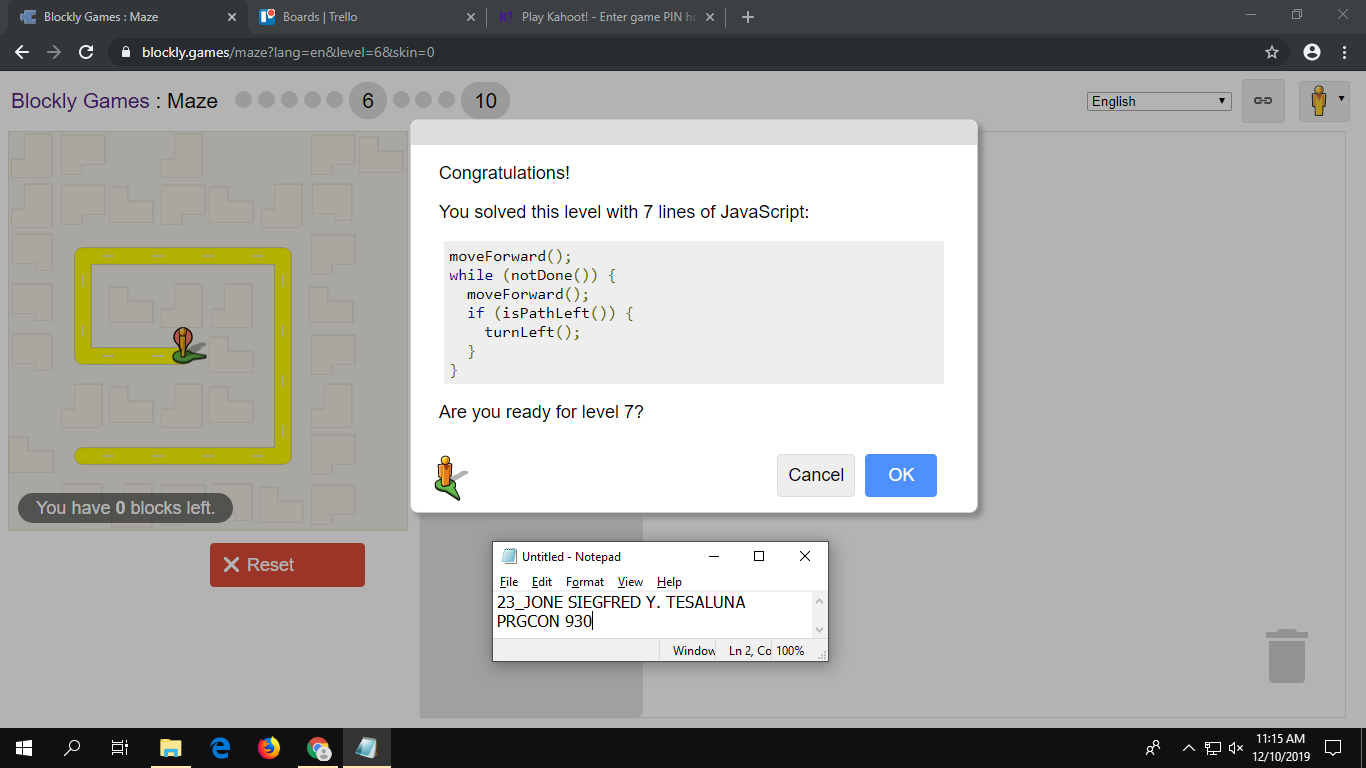 Blockly Games : Maze
Boards | Trello
Play Kahoot! - Enter game PIN he
blockly.games/maze?lang=en&level=6&skin=0
Blockly Games : Maze
6
10
English
Congratulations!
You solved this level with 7 lines of JavaScript:
moveForward();
while (notDone()) {
  moveForward();
  if (isPathLeft()) {
    turnLeft();
  }
}
Are you ready for level 7?
Cancel
OK
You have 0 blocks left.
Reset
Untitled - Notepad
File Edit Format View Help
23_JONE SIEGFRED Y. TESALUNA
PRGCON 930
Window Ln 2, Co 100%
11:15 AM
12/10/2019